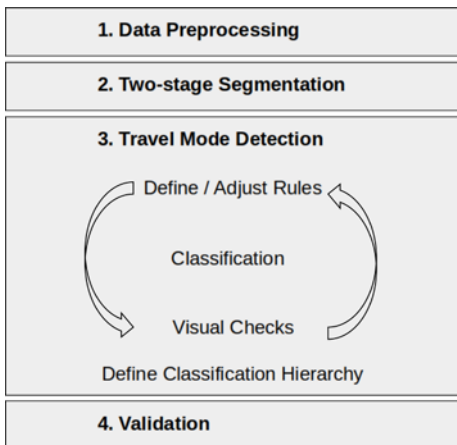 1. Data Preprocessing
2. Two-stage Segmentation
3. Travel Mode Detection
Define / Adjust Rules
Classification
Visual Checks
Define Classification Hierarchy
4. Validation